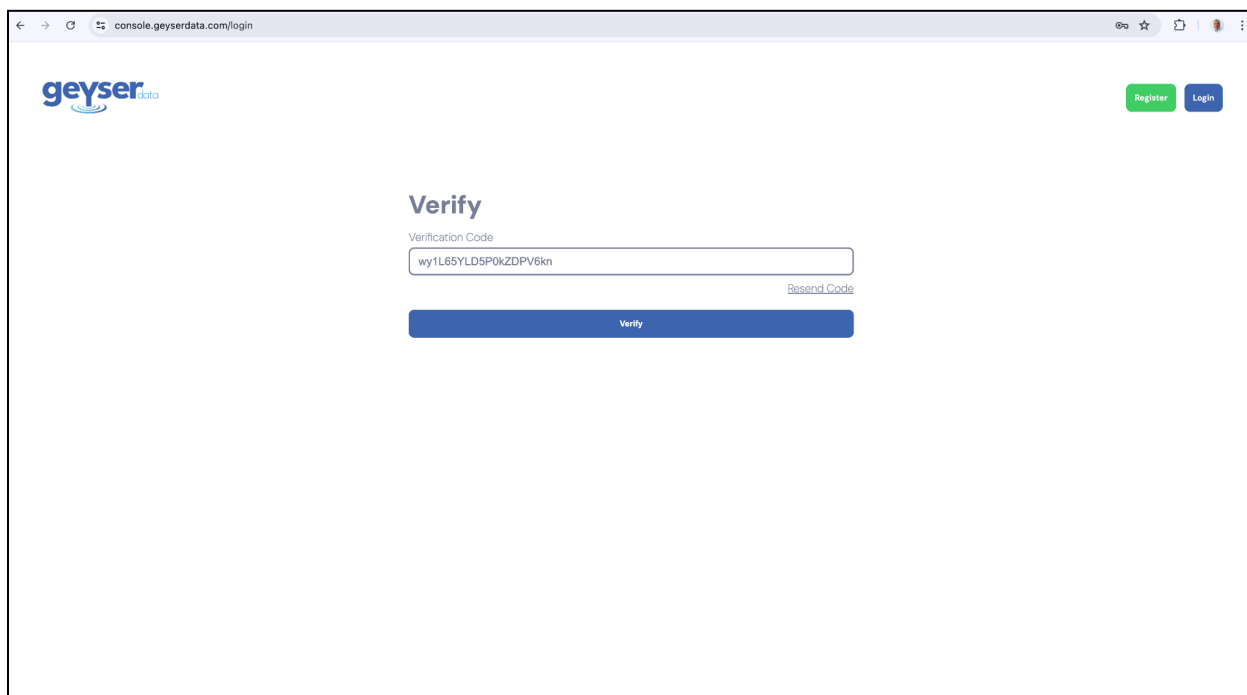 console.geyserdata.com/login
geyser data
Register Login
Verify
Verification Code
wy1L65YLD5P0kZDPV6kn
Resend Code
Verify